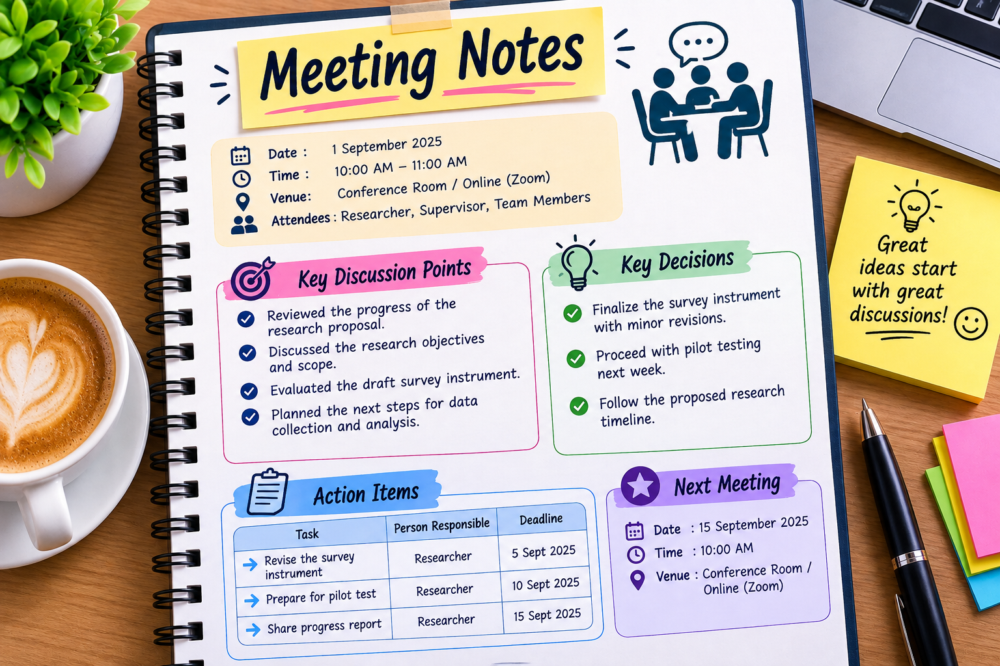 Meeting Notes
Date : 1 September 2025
Time : 10:00 AM – 11:00 AM
Venue: Conference Room / Online (Zoom)
Attendees : Researcher, Supervisor, Team Members
Key Discussion Points
Reviewed the progress of the
research proposal.
Discussed the research objectives
and scope.
Evaluated the draft survey instrument.
Planned the next steps for data
collection and analysis.
Key Decisions
Finalize the survey instrument
with minor revisions.
Proceed with pilot testing
next week.
Follow the proposed research
timeline.
Action Items
Task Person Responsible Deadline
Revise the survey
instrument
Researcher 5 Sept 2025
Prepare for pilot test Researcher 10 Sept 2025
Share progress report Researcher 15 Sept 2025
Next Meeting
Date : 15 September 2025
Time : 10:00 AM
Venue : Conference Room /
Online (Zoom)
Great
ideas start
with great
discussions!